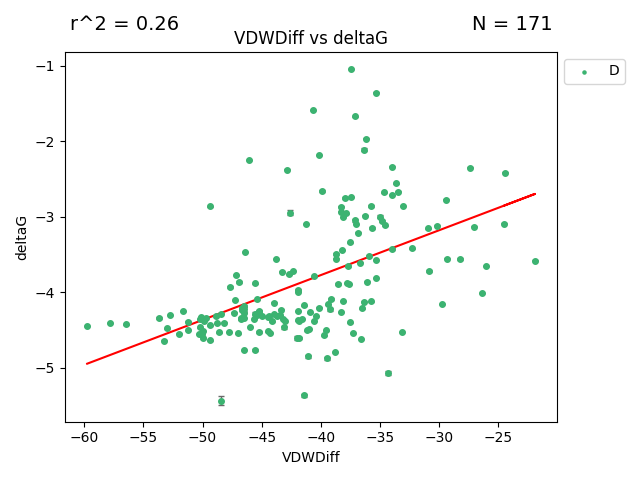 r^2 = 0.26
N = 171
VDWDiff vs deltaG
D
−1
−2
−3
−4
−5
deltaG
−60
−55
−50
−45
−40
−35
−30
−25
VDWDiff